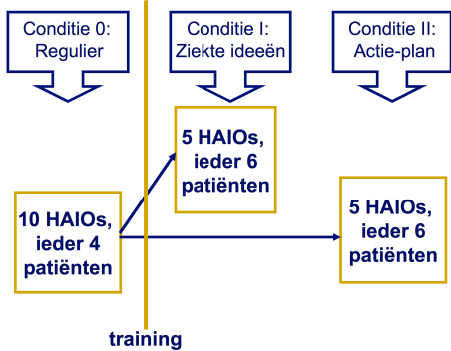 Conditie 0:
Regulier
Conditie I:
Ziekte ideeën
Conditie II:
Actie-plan
5 HAIOs,
ieder 6
patiënten
10 HAIOs,
ieder 4
patiënten
5 HAIOs,
ieder 6
patiënten
training